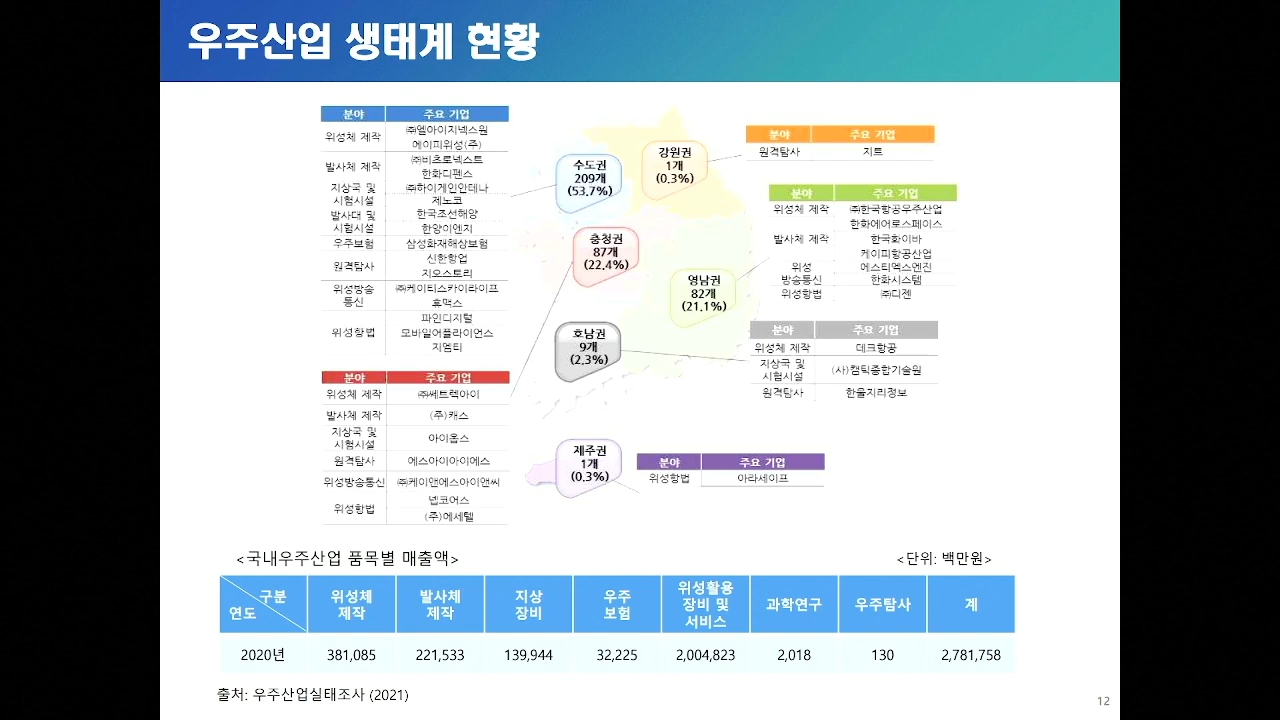 우주산업 생태계 현황
분야 주요 기업
위성체 제작 ㈜엘아이지넥스원
에이피위성(주)
발사체 제작 ㈜비츠로넥스트
한화디펜스
지상국 및 시험시설 ㈜하이게인안테나
제노코
발사대 및 시험시설 한국조선해양
한양이엔지
우주보험 삼성화재해상보험
원격탐사 신한항업
지오스토리
위성방송 통신 ㈜케이티스카이라이프
휴맥스
위성항법 파인디지털
모바일어플라이언스
지엠티
분야 주요 기업
위성체 제작 ㈜쎄트렉아이
발사체 제작 (주)캐스
지상국 및 시험시설 아이옵스
원격탐사 에스아이아이에스
위성방송통신 ㈜케이앤에스아이앤씨
위성항법 넵코어스
(주)에세텔
수도권
209개
(53.7%)
강원권
1개
(0.3%)
충청권
87개
(22.4%)
영남권
82개
(21.1%)
호남권
9개
(2.3%)
제주권
1개
(0.3%)
분야 주요 기업
원격탐사 지트
분야 주요 기업
위성체 제작 ㈜한국항공우주산업
한화에어로스페이스
발사체 제작 한국화이바
케이피항공산업
위성 방송통신 에스티엑스엔진
한화시스템
위성항법 ㈜디젠
분야 주요 기업
위성체 제작 데크항공
지상국 및 시험시설 (사)캠틱종합기술원
원격탐사 한울지리정보
분야 주요 기업
위성항법 아라세이프
<국내우주산업 품목별 매출액> <단위: 백만원>
구분 연도 위성체 제작 발사체 제작 지상 장비 우주 보험 위성활용 장비 및 서비스 과학연구 우주탐사 계
2020년 381,085 221,533 139,944 32,225 2,004,823 2,018 130 2,781,758
출처: 우주산업실태조사 (2021)
12